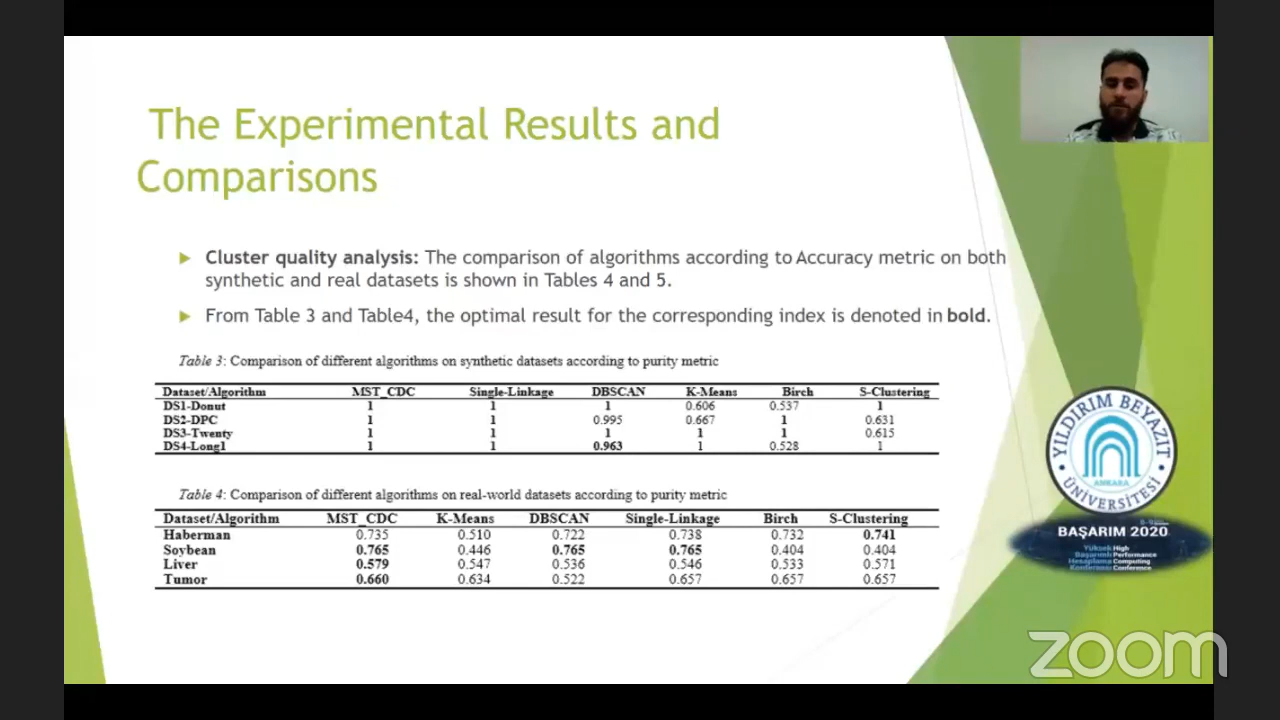 The Experimental Results and
Comparisons
Cluster quality analysis: The comparison of algorithms according to Accuracy metric on both
synthetic and real datasets is shown in Tables 4 and 5.
From Table 3 and Table4, the optimal result for the corresponding index is denoted in bold.
Table 3: Comparison of different algorithms on synthetic datasets according to purity metric
Dataset/Algorithm MST_CDC Single-Linkage DBSCAN K-Means Birch S-Clustering
DS1-Donut 1 1 1 0.606 0.537 1
DS2-DPC 1 1 0.995 0.667 1 0.631
DS3-Twenty 1 1 1 1 1 0.615
DS4-Long1 1 1 0.963 1 0.528 1
Table 4: Comparison of different algorithms on real-world datasets according to purity metric
Dataset/Algorithm MST_CDC K-Means DBSCAN Single-Linkage Birch S-Clustering
Haberman 0.735 0.510 0.722 0.738 0.732 0.741
Soybean 0.765 0.446 0.765 0.765 0.404 0.404
Liver 0.579 0.547 0.536 0.546 0.533 0.571
Tumor 0.660 0.634 0.522 0.657 0.657 0.657
YILDIRIM BEYAZIT
ANKARA
ÜNİVERSİTESİ
BAŞARIM 2020
Yüksek High
Başarımlı Performance
Hesaplama Computing
Konferansı Conference
zoom